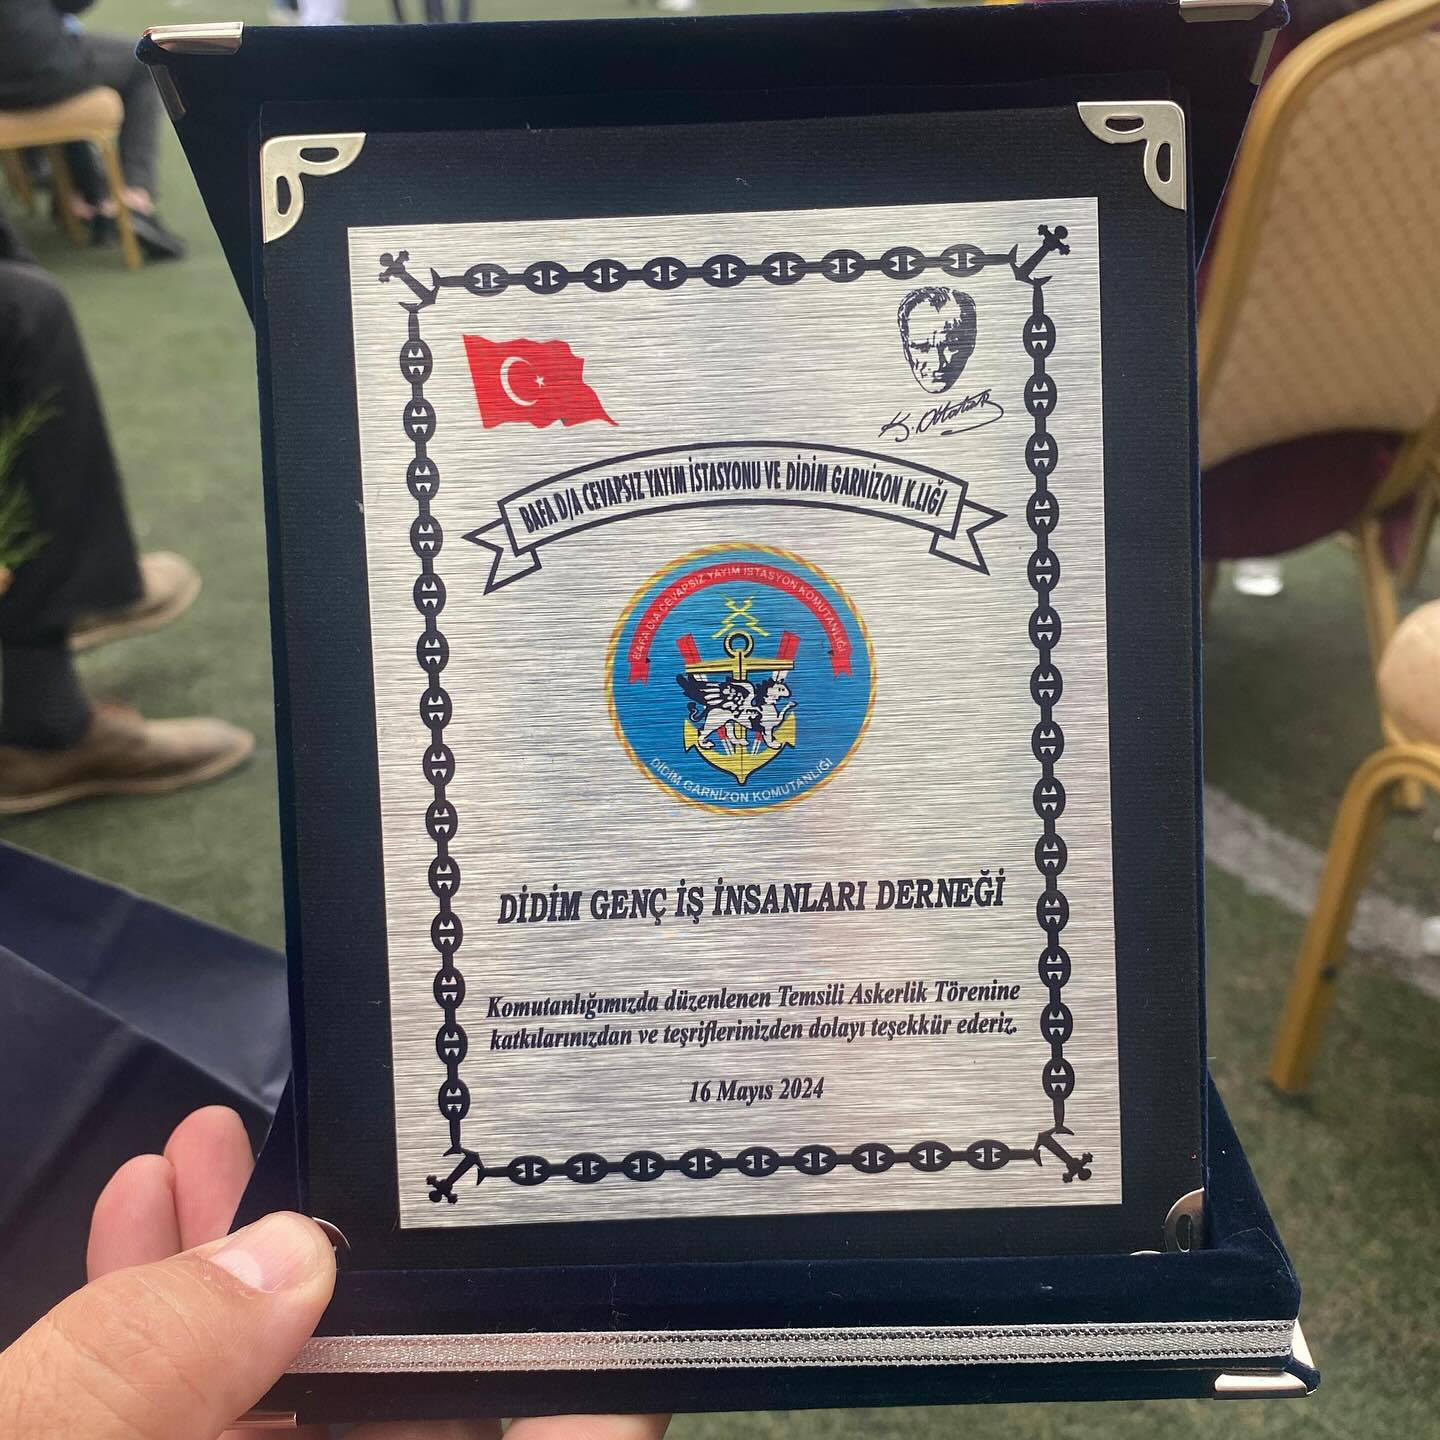 K. Atatürk
BAFA D/A CEVAPSIZ YAYIM İSTASYONU VE DİDİM GARNİZON K.LIĞI
BAFA D/A CEVAPSIZ YAYIM İSTASYON KOMUTANLIĞI
DİDİM GARNİZON KOMUTANLIĞI
DİDİM GENÇ İŞ İNSANLARI DERNEĞİ
Komutanlığımızda düzenlenen Temsili Askerlik Törenine
katkılarınızdan ve teşriflerinizden dolayı teşekkür ederiz.
16 Mayıs 2024